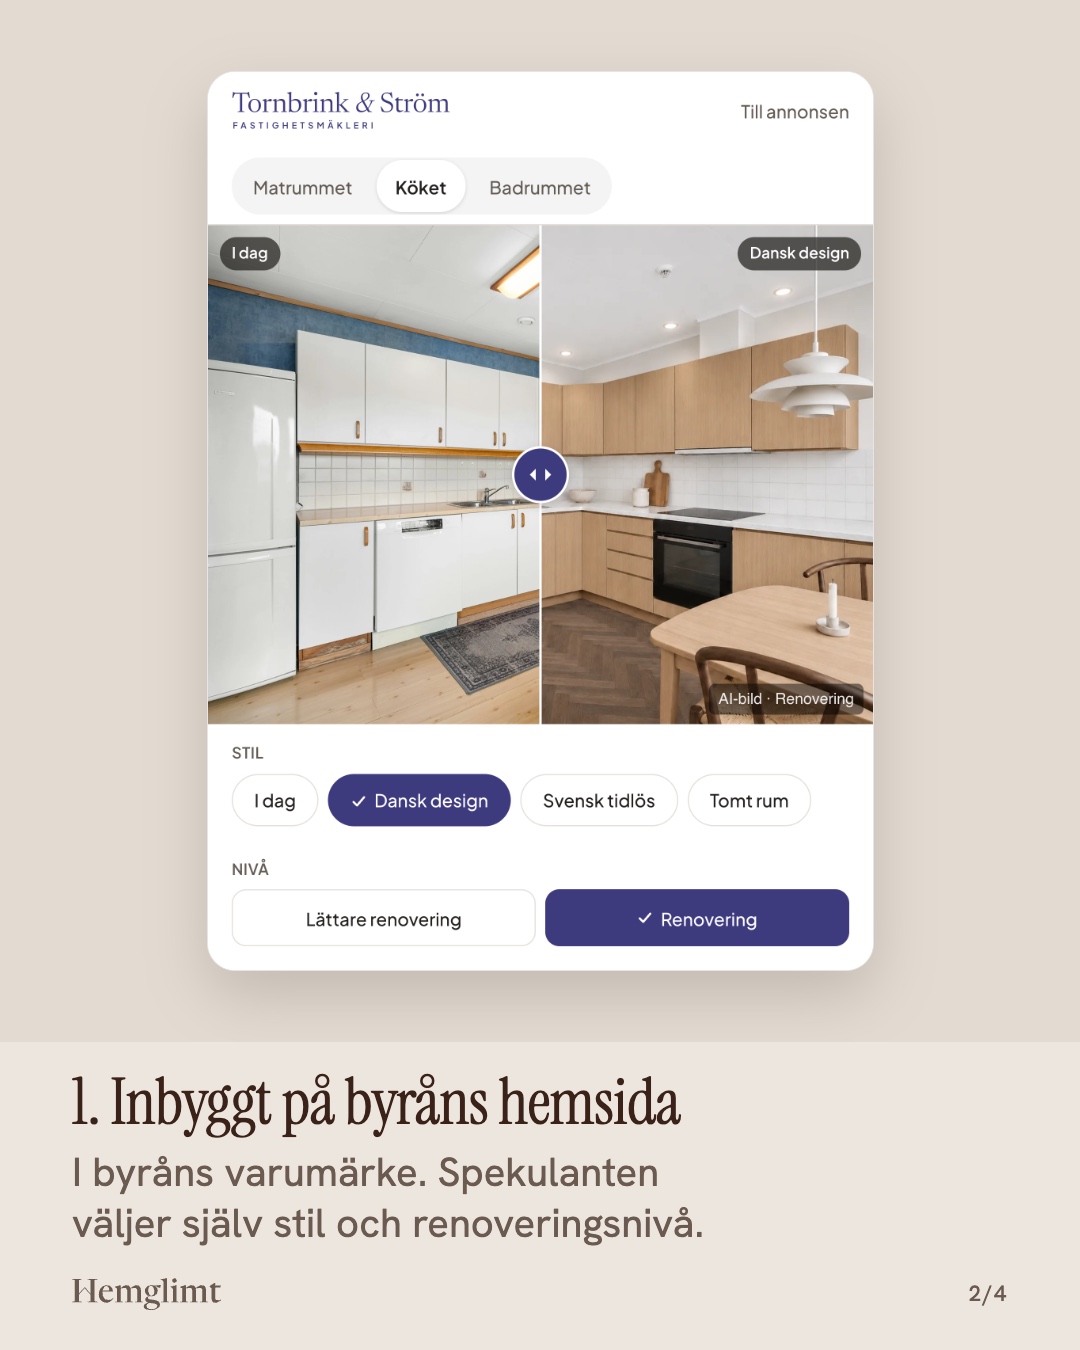 Tornbrink & Ström
FASTIGHETSMÄKLERI
Till annonsen
Matrummet
Köket
Badrummet
I dag
Dansk design
AI-bild · Renovering
STIL
I dag
Dansk design
Svensk tidlös
Tomt rum
NIVÅ
Lättare renovering
Renovering
1. Inbyggt på byråns hemsida
I byråns varumärke. Spekulanten
väljer själv stil och renoveringsnivå.
Hemglimt
2/4